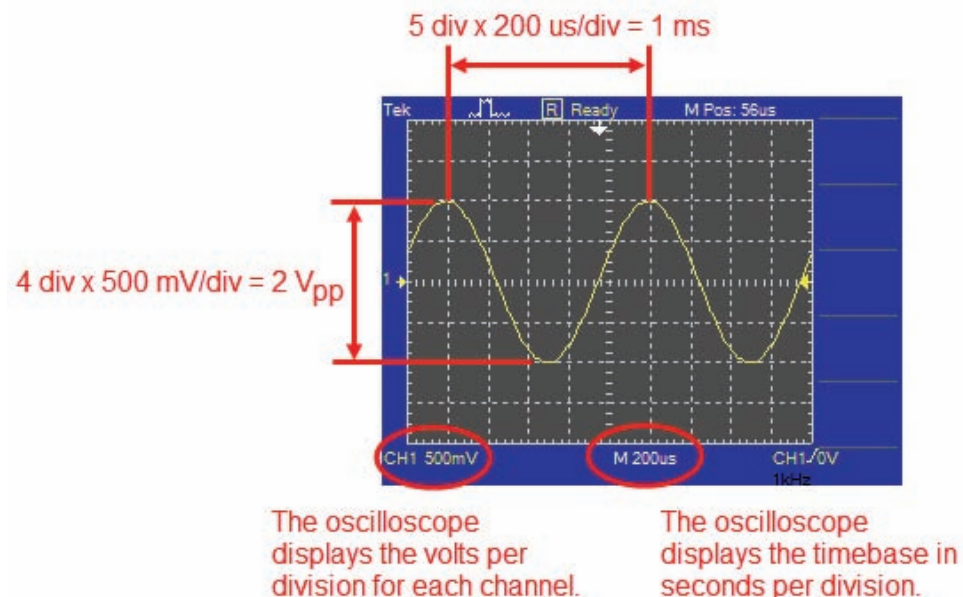 5 div x 200 us/div = 1 ms
Tek R Ready M Pos: 56us
4 div x 500 mV/div = 2 Vpp
1
CH1 500mV M 200us CH1 / 0V
1kHz
The oscilloscope
displays the volts per
division for each channel.
The oscilloscope
displays the timebase in
seconds per division.